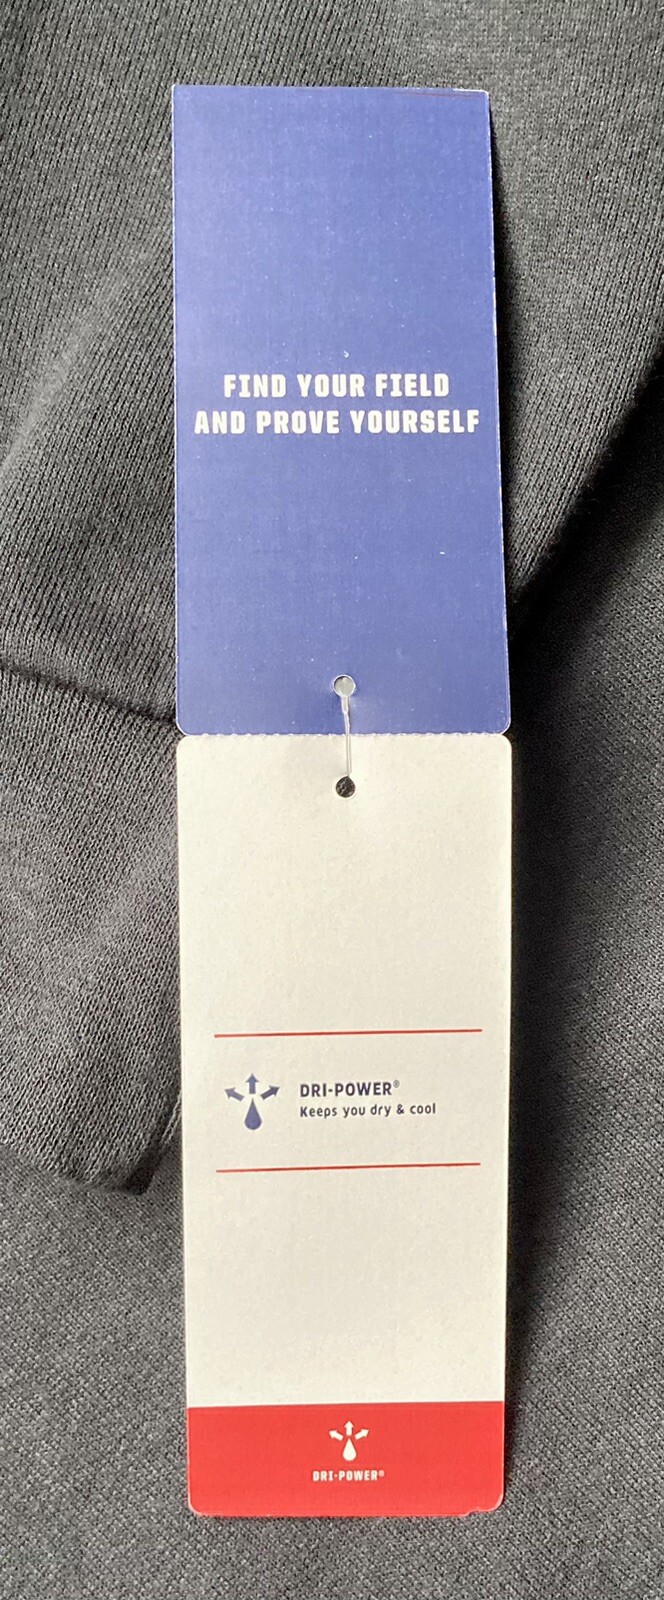 FIND YOUR FIELD
AND PROVE YOURSELF
DRI-POWER®
Keeps you dry & cool
DRI-POWER®